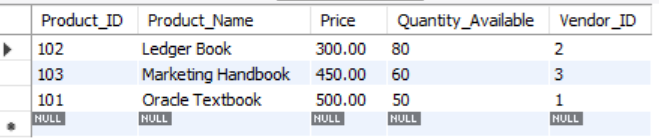 Product_ID Product_Name Price Quantity_Available Vendor_ID
102 Ledger Book 300.00 80 2
103 Marketing Handbook 450.00 60 3
101 Oracle Textbook 500.00 50 1
NULL NULL NULL NULL NULL